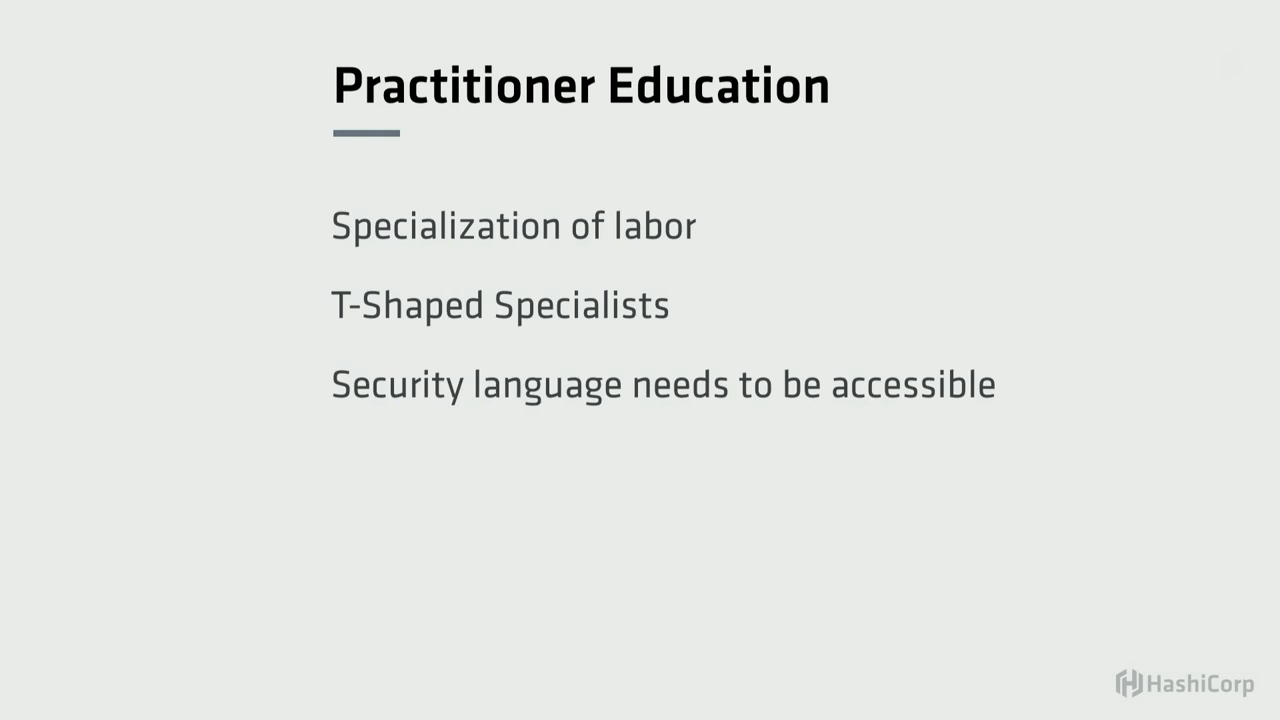 Practitioner Education
Specialization of labor
T-Shaped Specialists
Security language needs to be accessible
HashiCorp